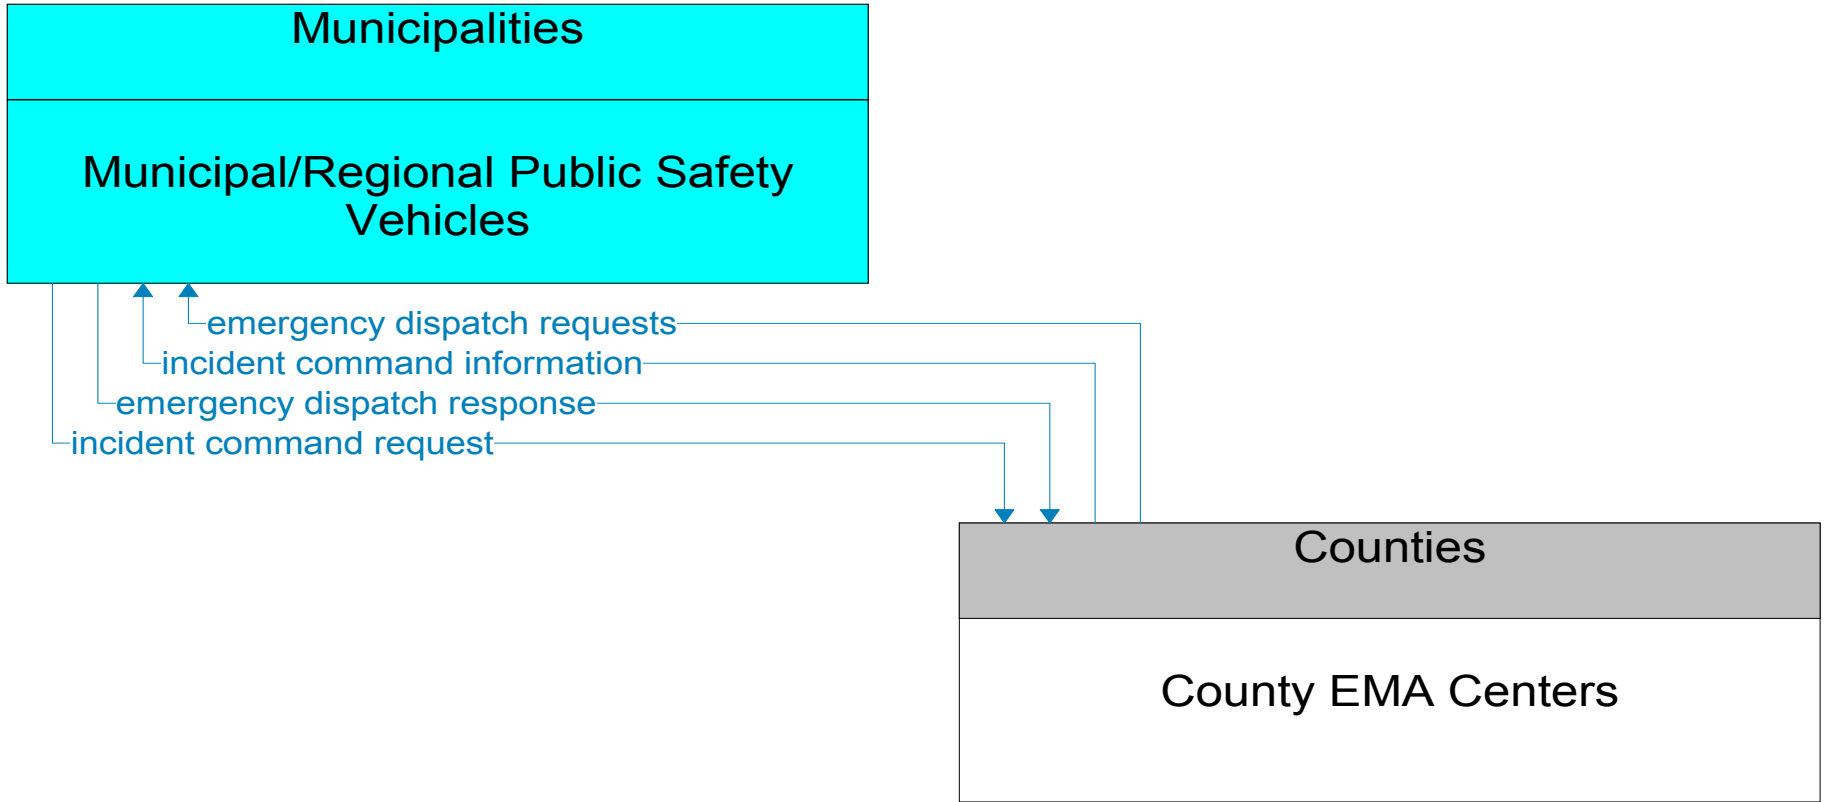 Municipalities
Municipal/Regional Public Safety
Vehicles
emergency dispatch requests
incident command information
emergency dispatch response
incident command request
Counties
County EMA Centers